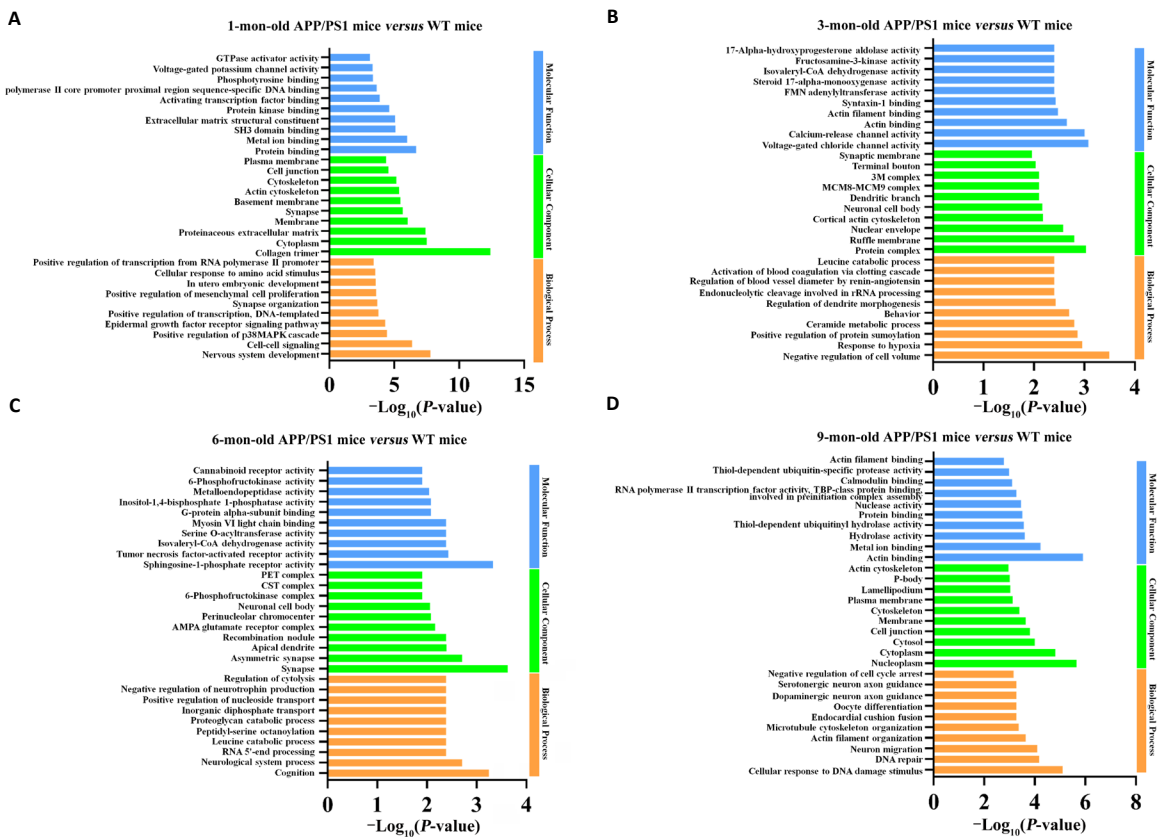 A
1-mon-old APP/PS1 mice versus WT mice
GTPase activator activity
Voltage-gated potassium channel activity
Phosphotyrosine binding
polymerase II core promoter proximal region sequence-specific DNA binding
Activating transcription factor binding
Protein kinase binding
Extracellular matrix structural constituent
SH3 domain binding
Metal ion binding
Protein binding
Plasma membrane
Cell junction
Cytoskeleton
Actin cytoskeleton
Basement membrane
Synapse
Membrane
Proteinaceous extracellular matrix
Cytoplasm
Collagen trimer
Positive regulation of transcription from RNA polymerase II promoter
Cellular response to amino acid stimulus
In utero embryonic development
Positive regulation of mesenchymal cell proliferation
Synapse organization
Positive regulation of transcription, DNA-templated
Epidermal growth factor receptor signaling pathway
Positive regulation of p38MAPK cascade
Cell-cell signaling
Nervous system development
Molecular Function
Cellular Component
Biological Process
0 5 10 15
−Log10(P-value)
B
3-mon-old APP/PS1 mice versus WT mice
17-Alpha-hydroxyprogesterone aldolase activity
Fructosamine-3-kinase activity
Isovaleryl-CoA dehydrogenase activity
Steroid 17-alpha-monooxygenase activity
FMN adenylyltransferase activity
Syntaxin-1 binding
Actin filament binding
Actin binding
Calcium-release channel activity
Voltage-gated chloride channel activity
Synaptic membrane
Terminal bouton
3M complex
MCM8-MCM9 complex
Dendritic branch
Neuronal cell body
Cortical actin cytoskeleton
Nuclear envelope
Ruffle membrane
Protein complex
Leucine catabolic process
Activation of blood coagulation via clotting cascade
Regulation of blood vessel diameter by renin-angiotensin
Endonucleolytic cleavage involved in rRNA processing
Regulation of dendrite morphogenesis
Behavior
Ceramide metabolic process
Positive regulation of protein sumoylation
Response to hypoxia
Negative regulation of cell volume
Molecular Function
Cellular Component
Biological Process
0 1 2 3 4
−Log10(P-value)
C
6-mon-old APP/PS1 mice versus WT mice
Cannabinoid receptor activity
6-Phosphofructokinase activity
Metalloendopeptidase activity
Inositol-1,4-bisphosphate 1-phosphatase activity
G-protein alpha-subunit binding
Myosin VI light chain binding
Serine O-acyltransferase activity
Isovaleryl-CoA dehydrogenase activity
Tumor necrosis factor-activated receptor activity
Sphingosine-1-phosphate receptor activity
PET complex
CST complex
6-Phosphofructokinase complex
Neuronal cell body
Perinucleolar chromocenter
AMPA glutamate receptor complex
Recombination nodule
Apical dendrite
Asymmetric synapse
Synapse
Regulation of cytolysis
Negative regulation of neurotrophin production
Positive regulation of nucleoside transport
Inorganic diphosphate transport
Proteoglycan catabolic process
Peptidyl-serine octanoylation
Leucine catabolic process
RNA 5'-end processing
Neurological system process
Cognition
Molecular Function
Cellular Component
Biological Process
0 1 2 3 4
−Log10(P-value)
D
9-mon-old APP/PS1 mice versus WT mice
Actin filament binding
Thiol-dependent ubiquitin-specific protease activity
Calmodulin binding
RNA polymerase II transcription factor activity, TBP-class protein binding,
involved in preinitiation complex assembly
Nuclease activity
Protein binding
Thiol-dependent ubiquitinyl hydrolase activity
Hydrolase activity
Metal ion binding
Actin binding
Actin cytoskeleton
P-body
Lamellipodium
Plasma membrane
Cytoskeleton
Membrane
Cell junction
Cytosol
Cytoplasm
Nucleoplasm
Negative regulation of cell cycle arrest
Serotonergic neuron axon guidance
Dopaminergic neuron axon guidance
Oocyte differentiation
Endocardial cushion fusion
Microtubule cytoskeleton organization
Actin filament organization
Neuron migration
DNA repair
Cellular response to DNA damage stimulus
Molecular Function
Cellular Component
Biological Process
0 2 4 6 8
−Log10(P-value)